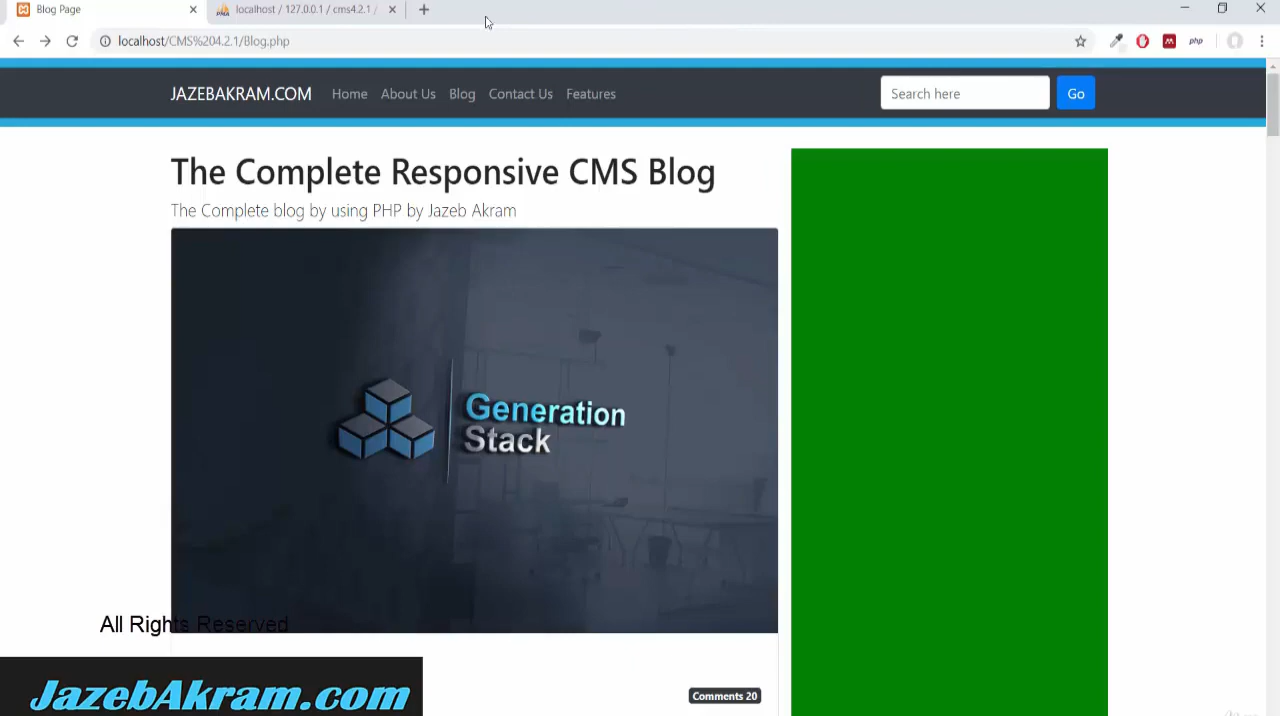 Blog Page
localhost / 127.0.0.1 / cms4.2.1 /
localhost/CMS%204.2.1/Blog.php
php
JAZEBAKRAM.COM Home About Us Blog Contact Us Features Search here Go
The Complete Responsive CMS Blog
The Complete blog by using PHP by Jazeb Akram
Generation
Stack
All Rights Reserved
Comments 20
JazebAkram.com